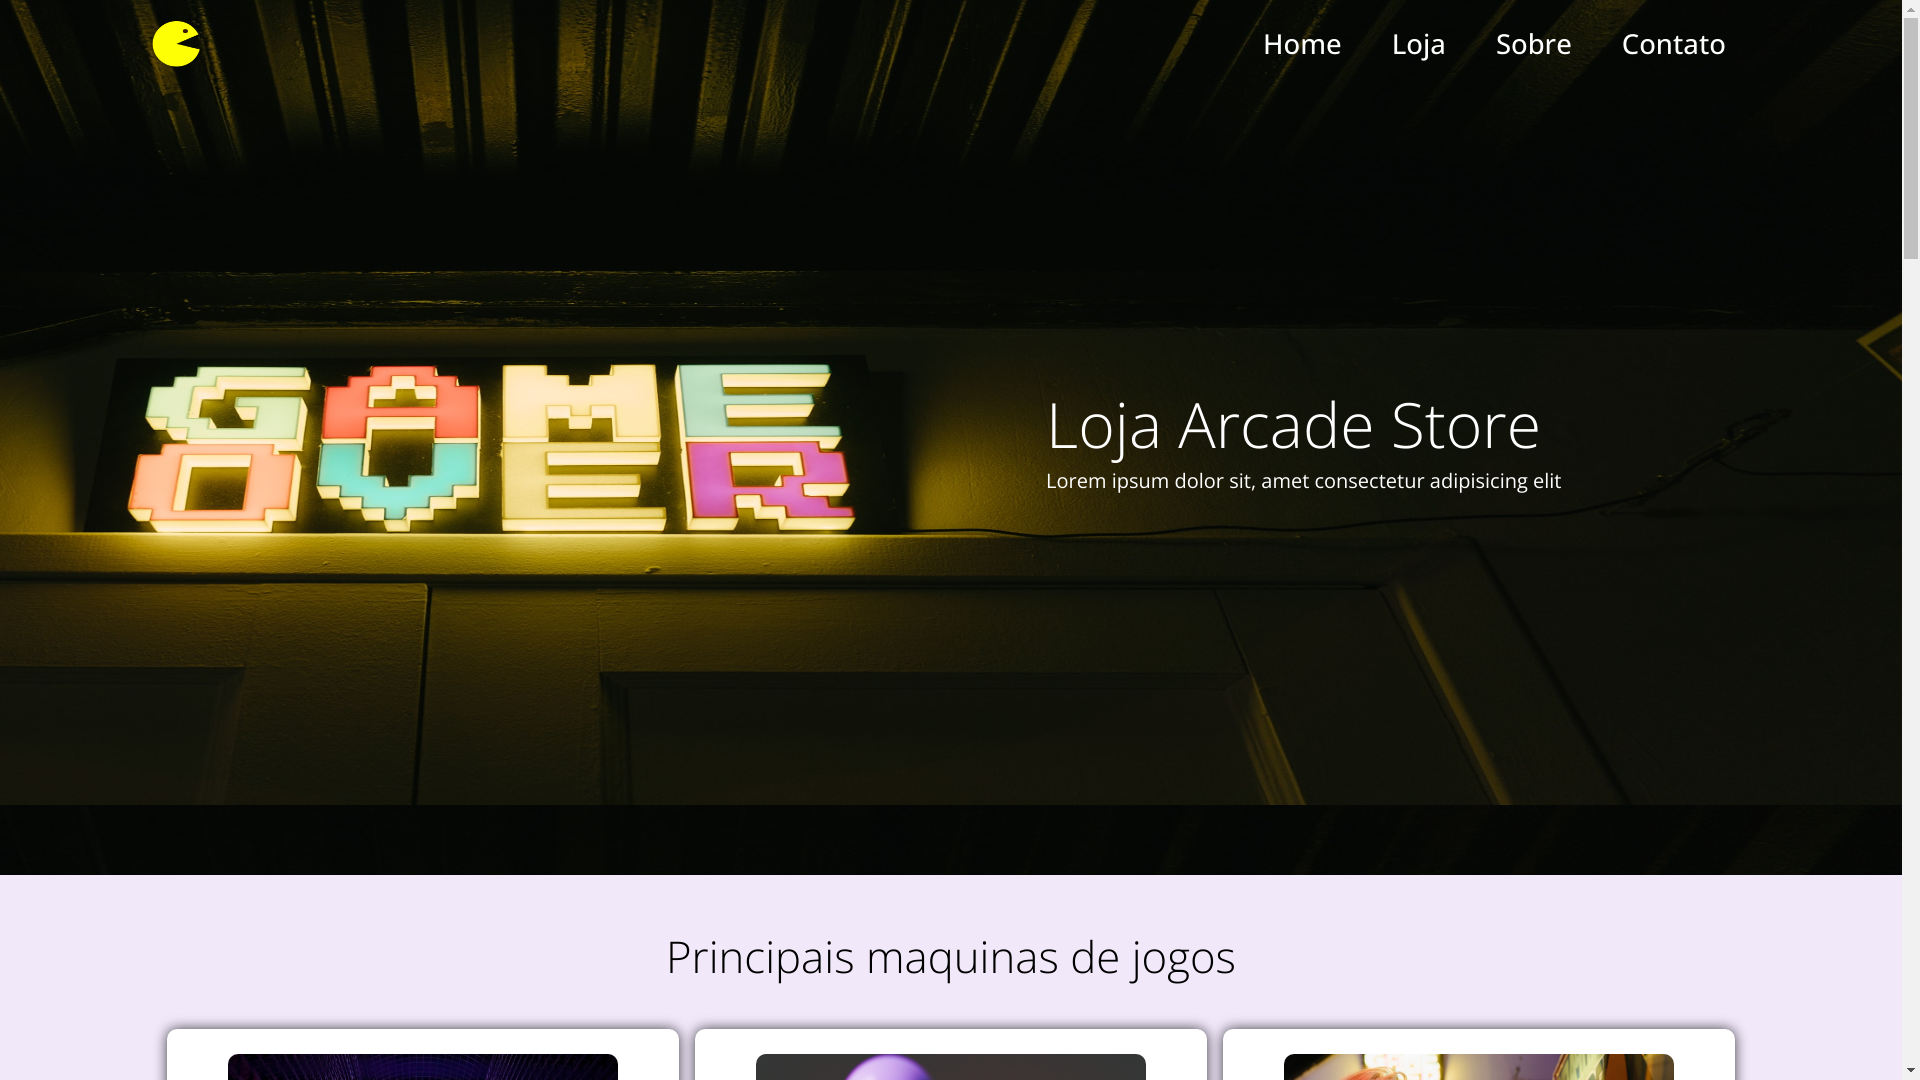 Home Loja Sobre Contato
GAME
OVER
Loja Arcade Store
Lorem ipsum dolor sit, amet consectetur adipisicing elit
Principais maquinas de jogos